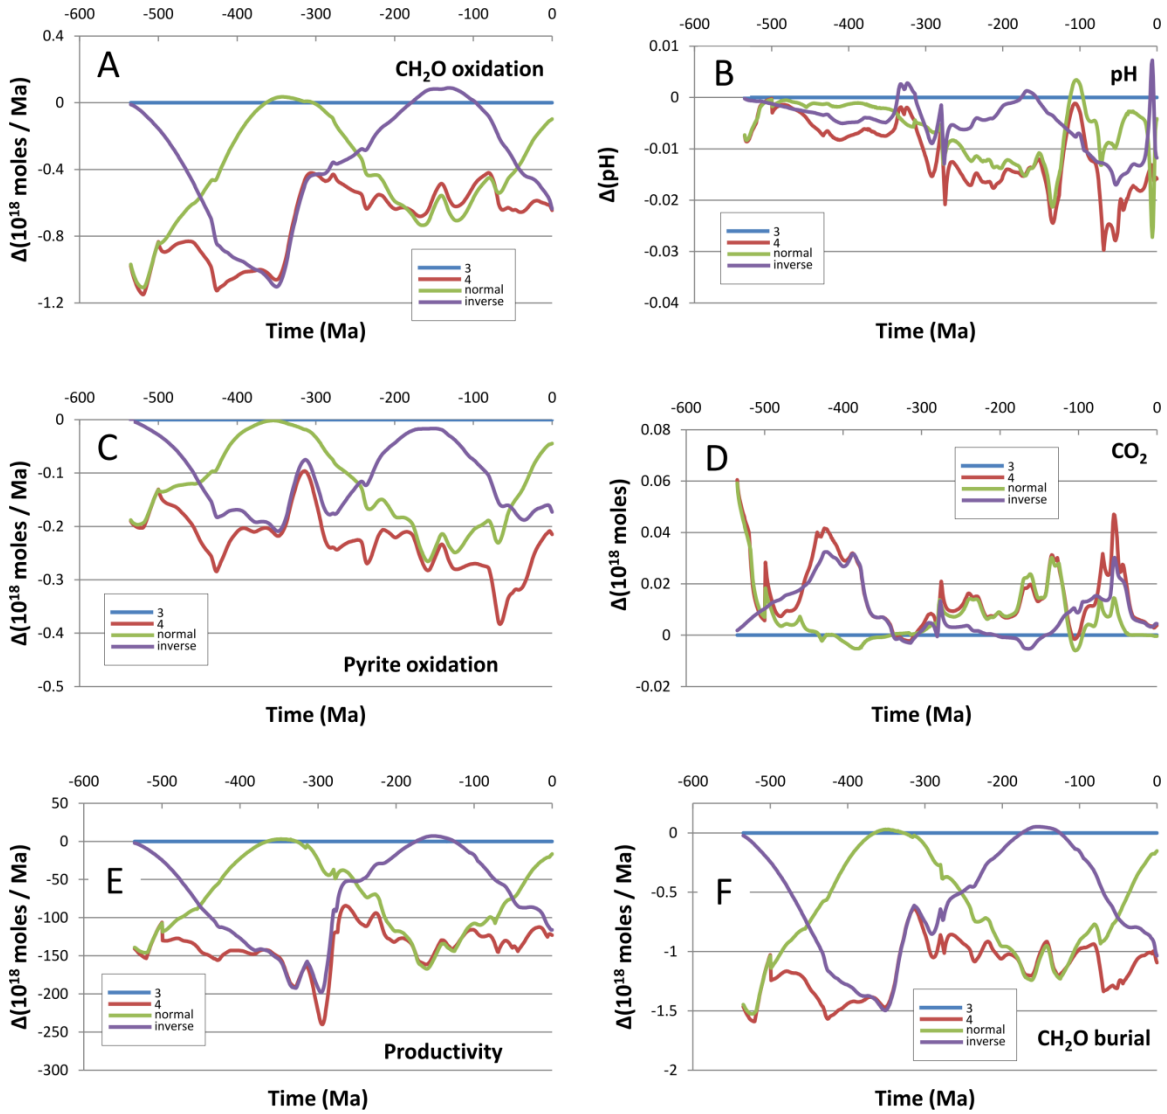 -600 -500 -400 -300 -200 -100 0
0.4
0
-0.4
-0.8
-1.2
Δ(10¹⁸ moles / Ma)
A
CH₂O oxidation
3
4
normal
inverse
Time (Ma)
-600 -500 -400 -300 -200 -100 0
0.01
0
-0.01
-0.02
-0.03
-0.04
Δ(pH)
B
pH
3
4
normal
inverse
Time (Ma)
-600 -500 -400 -300 -200 -100 0
0
-0.1
-0.2
-0.3
-0.4
-0.5
Δ(10¹⁸ moles / Ma)
C
3
4
normal
inverse
Pyrite oxidation
Time (Ma)
-600 -500 -400 -300 -200 -100 0
0.08
0.06
0.04
0.02
0
-0.02
Δ(10¹⁸ moles)
D
CO₂
3
4
normal
inverse
Time (Ma)
-600 -500 -400 -300 -200 -100 0
50
0
-50
-100
-150
-200
-250
-300
Δ(10¹⁸ moles / Ma)
E
3
4
normal
inverse
Productivity
Time (Ma)
-600 -500 -400 -300 -200 -100 0
0
-0.5
-1
-1.5
-2
Δ(10¹⁸ moles / Ma)
F
3
4
normal
inverse
CH₂O burial
Time (Ma)